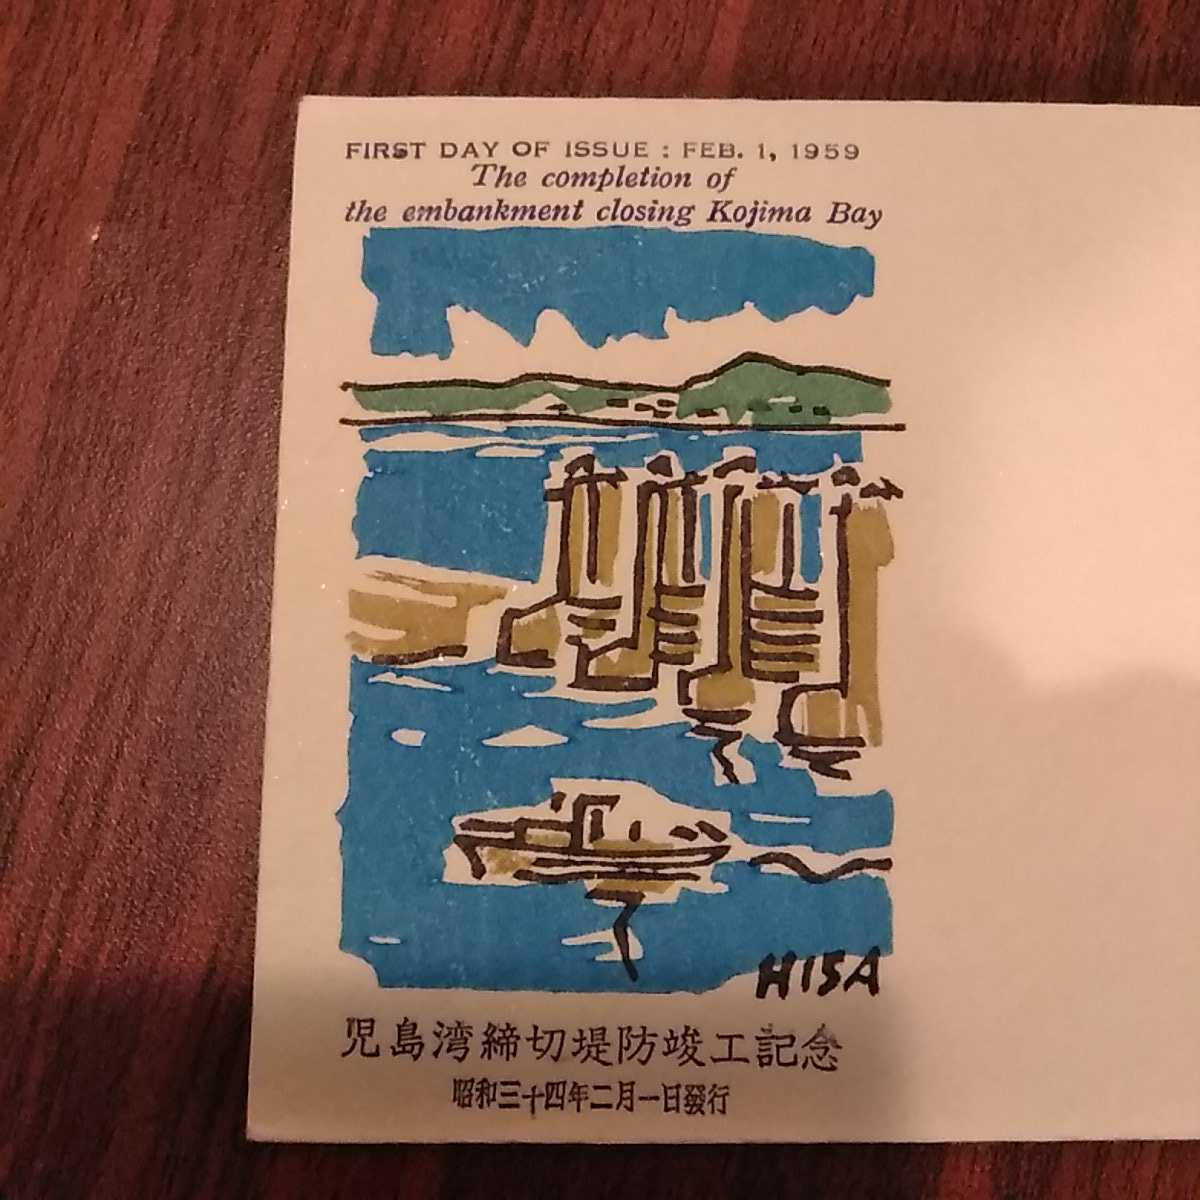 FIRST DAY OF ISSUE : FEB. 1, 1959
The completion of
the embankment closing Kojima Bay
HISA
児島湾締切堤防竣工記念
昭和三十四年二月一日發行